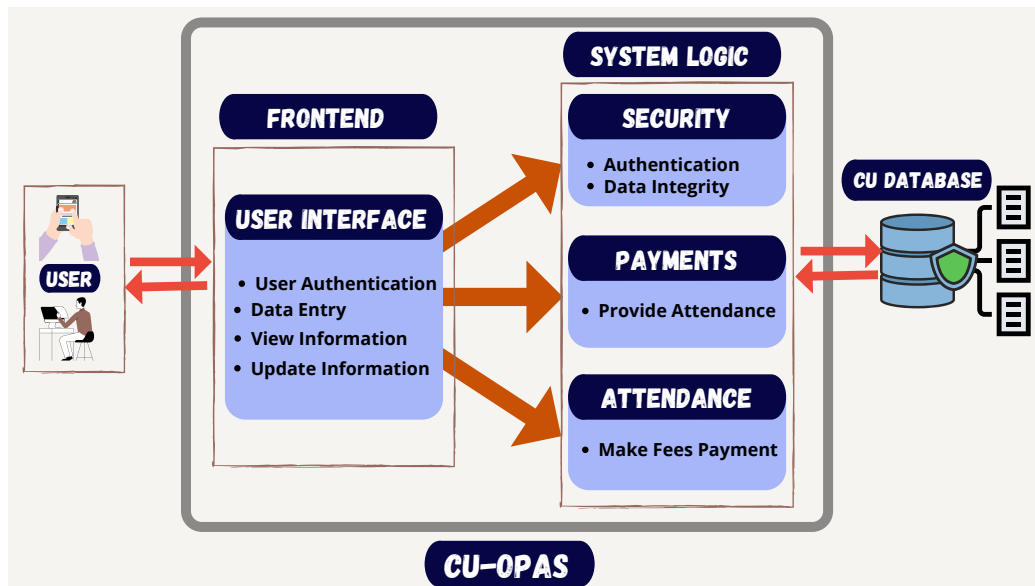 SYSTEM LOGIC
FRONTEND
SECURITY
• Authentication
• Data Integrity
CU DATABASE
USER
USER INTERFACE
• User Authentication
• Data Entry
• View Information
• Update Information
PAYMENTS
• Provide Attendance
ATTENDANCE
• Make Fees Payment
CU-OPAS